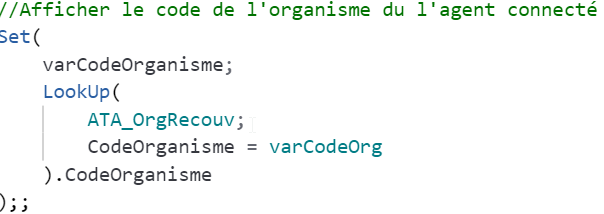 //Afficher le code de l'organisme du l'agent connecté
Set(
varCodeOrganisme;
LookUp(
ATA_OrgRecouv;
CodeOrganisme = varCodeOrg
).CodeOrganisme
);;